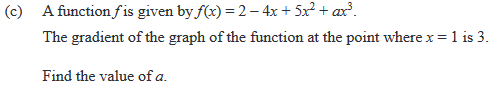 (c) A function f is given by f(x) = 2 – 4x + 5x² + ax³.
The gradient of the graph of the function at the point where x = 1 is 3.
Find the value of a.